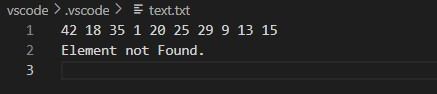 vscode > .vscode > text.txt
1 42 18 35 1 20 25 29 9 13 15
2 Element not Found.
3